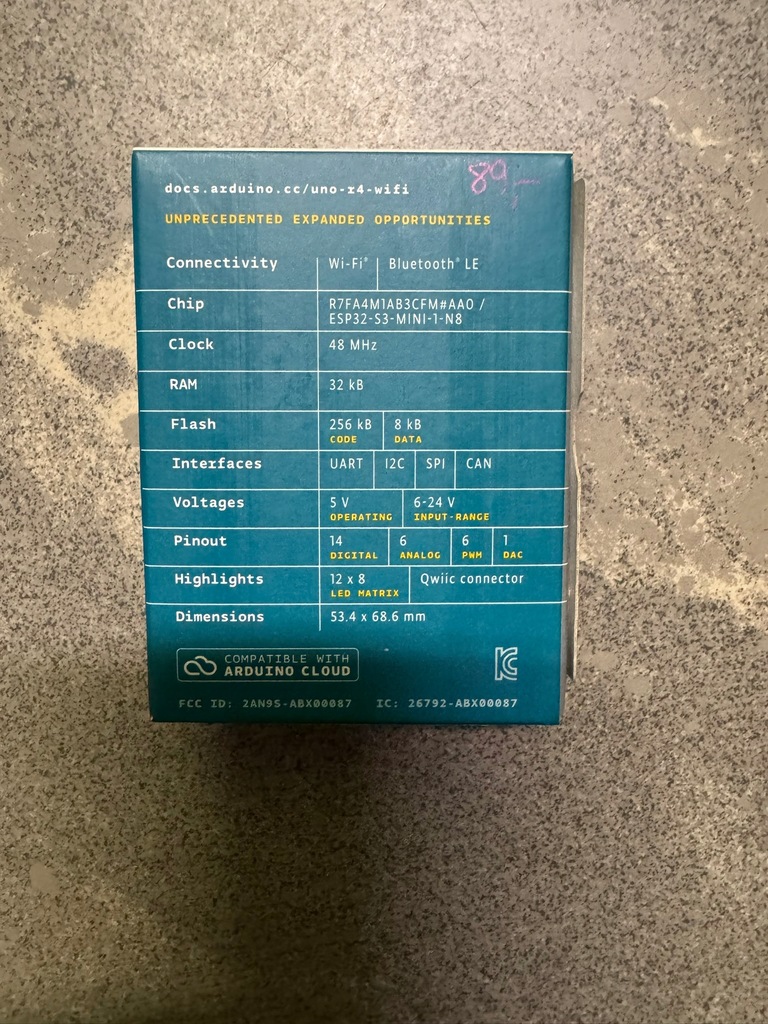 docs.arduino.cc/uno-r4-wifi
89,-
UNPRECEDENTED EXPANDED OPPORTUNITIES
Connectivity Wi-Fi® Bluetooth® LE
Chip R7FA4M1AB3CFM#AA0 /
ESP32-S3-MINI-1-N8
Clock 48 MHz
RAM 32 kB
Flash 256 kB 8 kB
CODE DATA
Interfaces UART I2C SPI CAN
Voltages 5 V 6-24 V
OPERATING INPUT-RANGE
Pinout 14 6 6 1
DIGITAL ANALOG PWM DAC
Highlights 12 x 8 Qwiic connector
LED MATRIX
Dimensions 53.4 x 68.6 mm
COMPATIBLE WITH
ARDUINO CLOUD
FCC ID: 2AN9S-ABX00087 IC: 26792-ABX00087